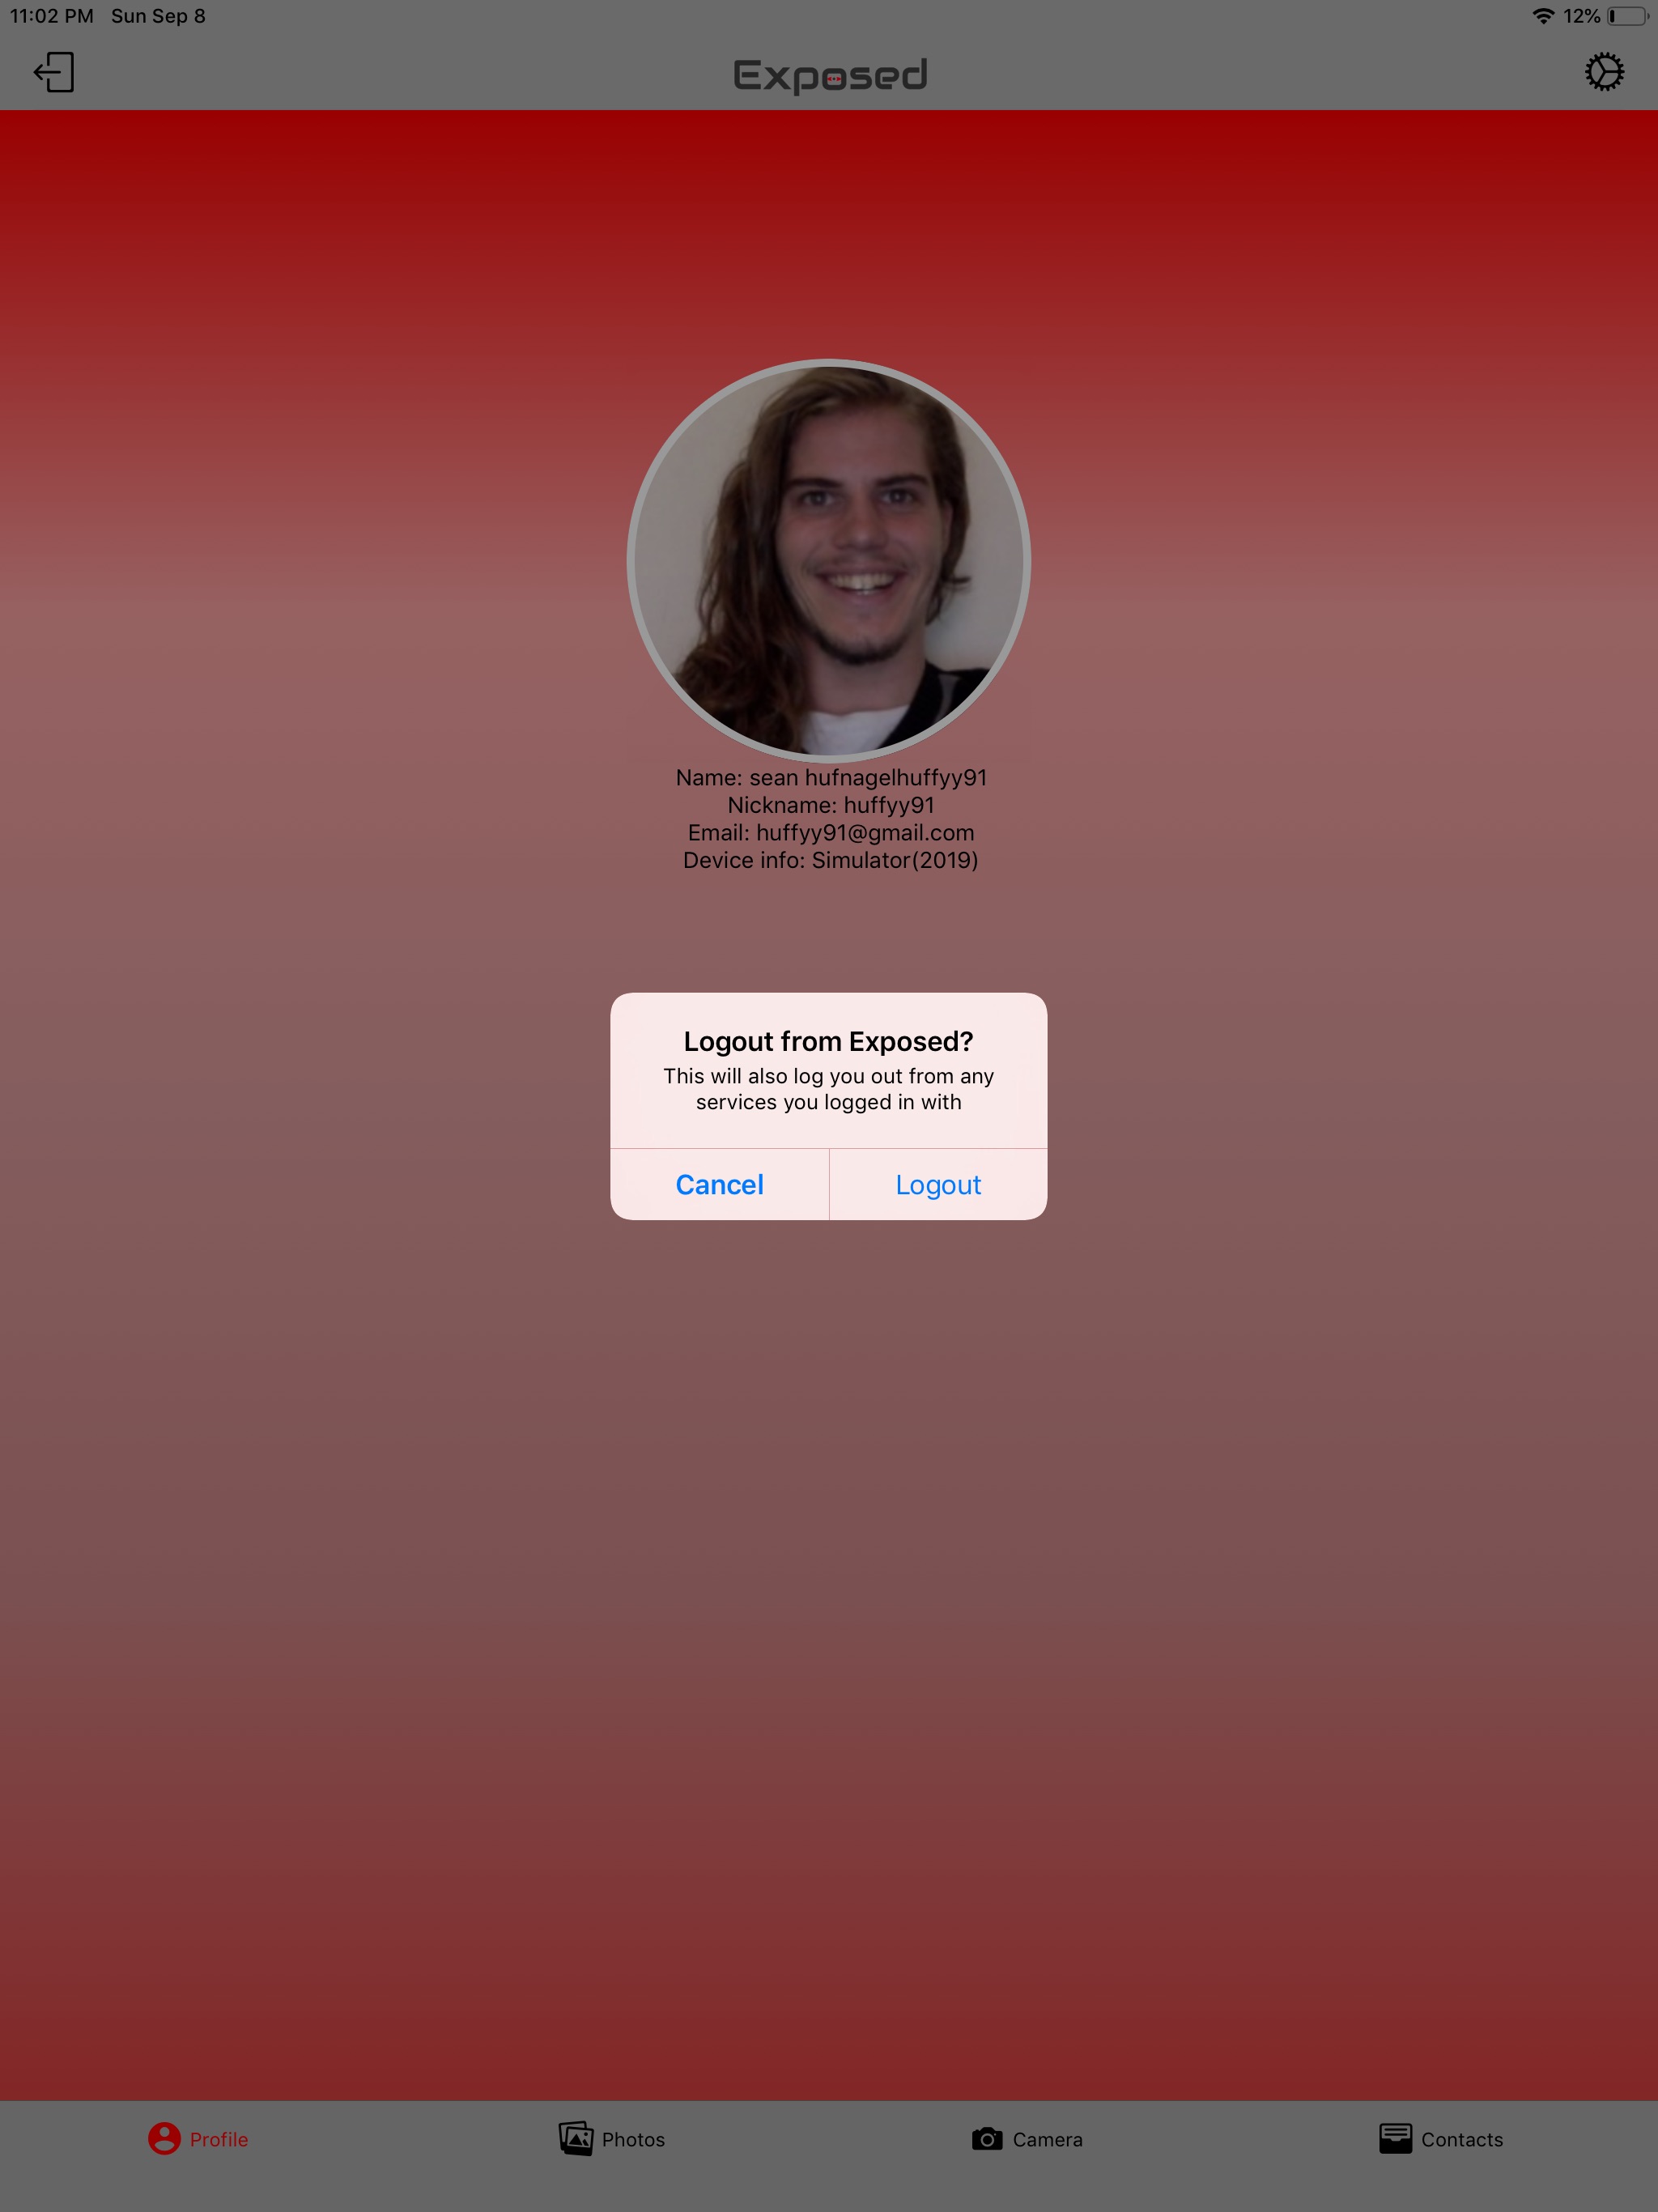 11:02 PM Sun Sep 8 12%
Exposed
Name: sean hufnagelhuffyy91
Nickname: huffyy91
Email: huffyy91@gmail.com
Device info: Simulator(2019)
Logout from Exposed?
This will also log you out from any
services you logged in with
Cancel Logout
Profile Photos Camera Contacts